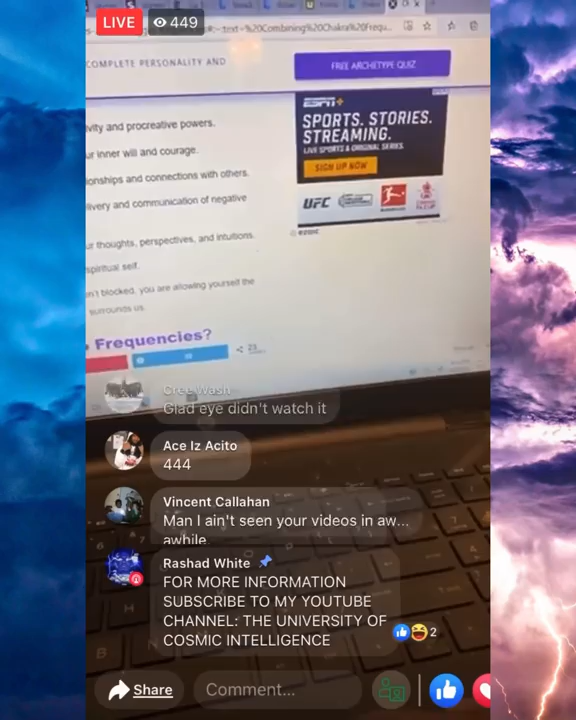 LIVE
449
text=%20Combining%20Chakra%20Frequ...
COMPLETE PERSONALITY AND
FREE ARCHETYPE QUIZ
ivity and procreative powers.
ur inner will and courage.
ionships and connections with others.
livery and communication of negative
ur thoughts, perspectives, and intuitions.
spiritual self.
en't blocked, you are allowing yourself the
surrounds us.
ESPN+
SPORTS. STORIES.
STREAMING.
LIVE SPORTS & ORIGINAL SERIES.
SIGN UP NOW
UFC
Frequencies?
Cree Wash
Glad eye didn't watch it
Ace Iz Acito
444
Vincent Callahan
Man I ain't seen your videos in aw...
awhile
Rashad White
FOR MORE INFORMATION
SUBSCRIBE TO MY YOUTUBE
CHANNEL: THE UNIVERSITY OF
COSMIC INTELLIGENCE
2
Share
Comment...